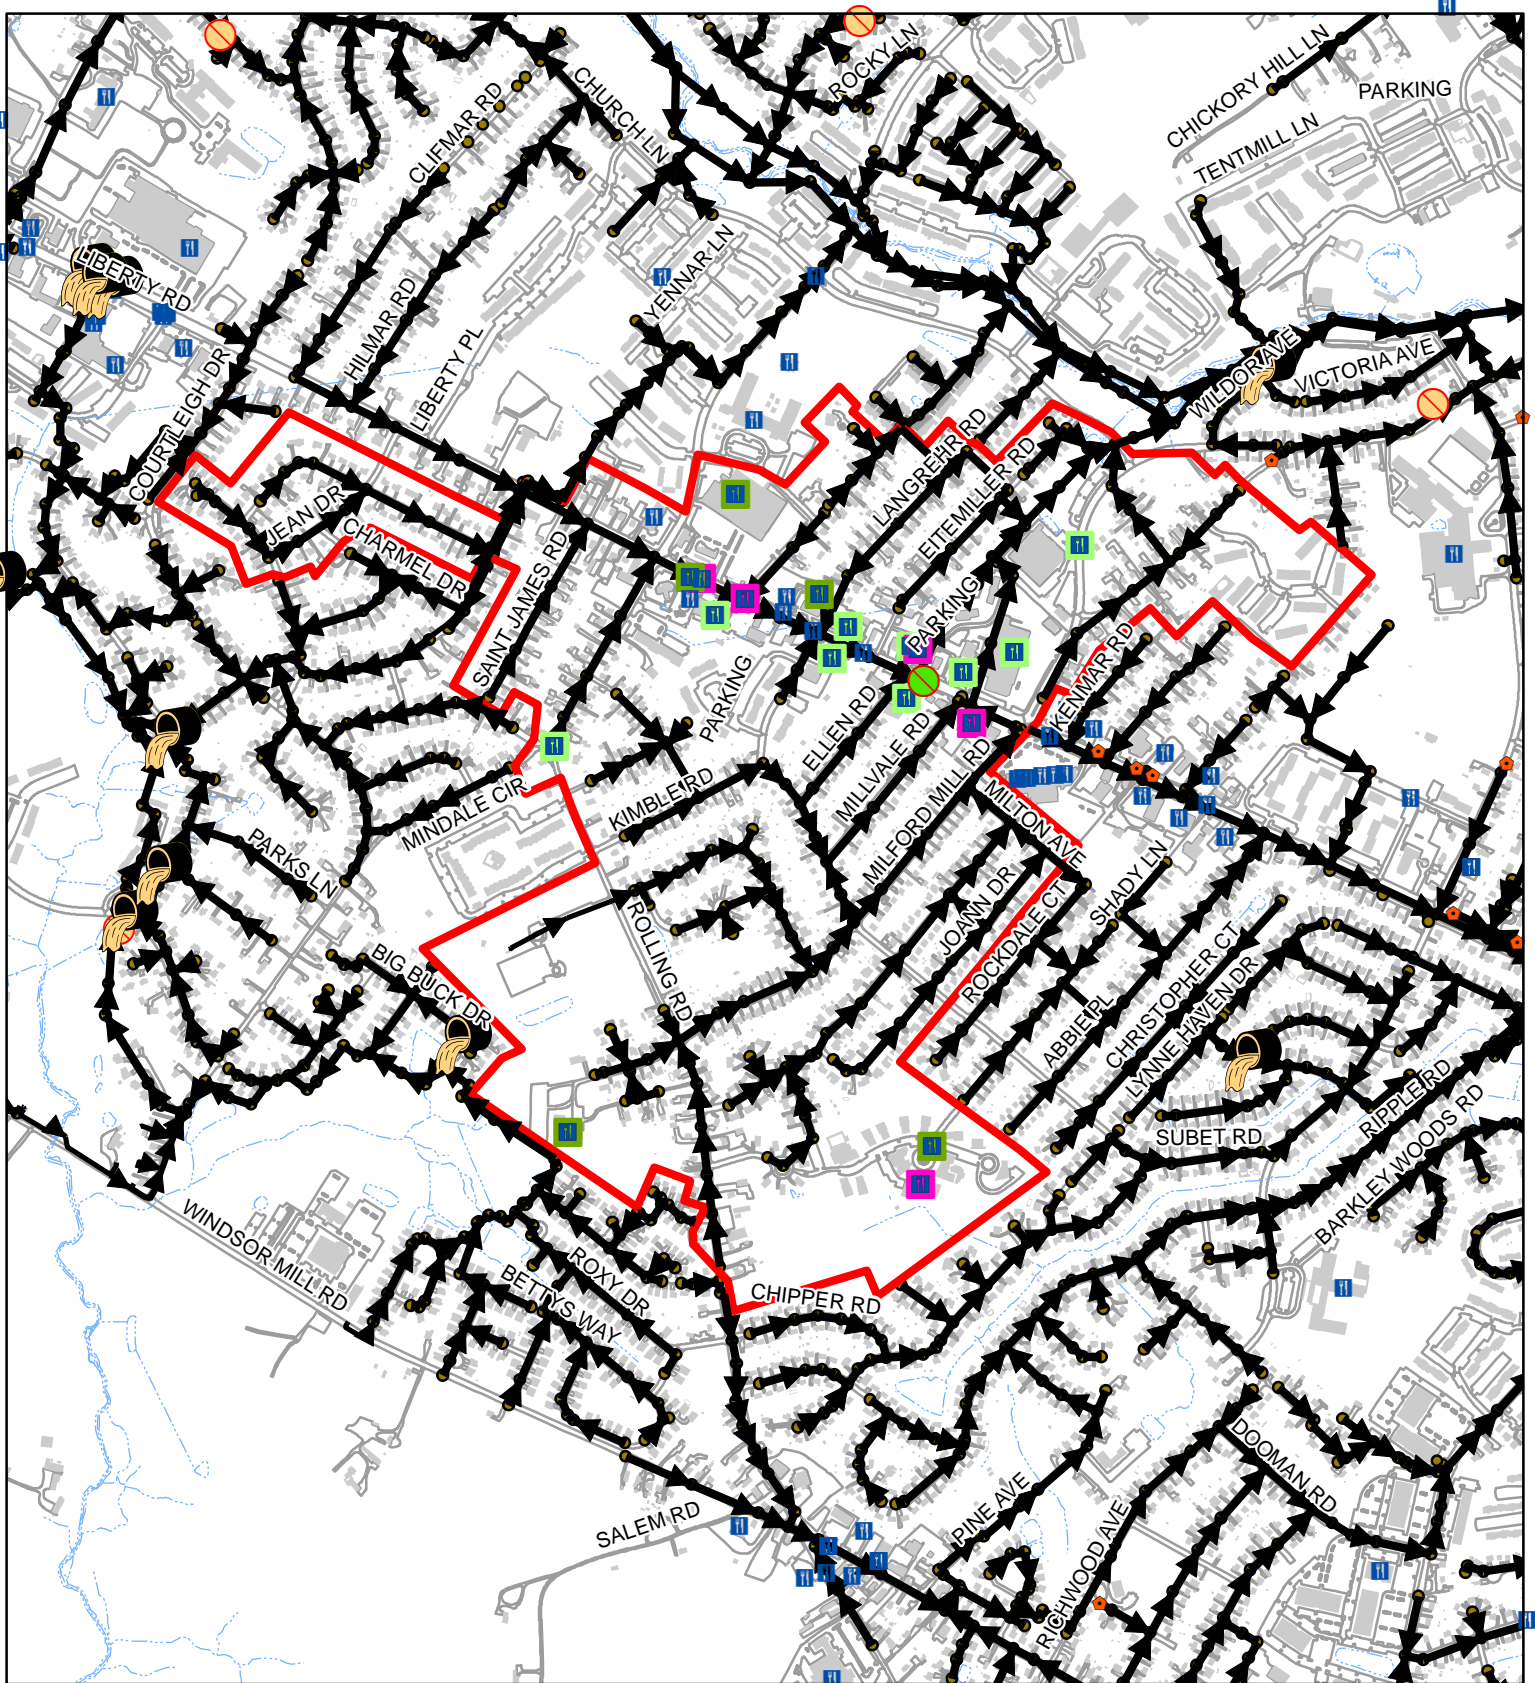 ROCKY LN
CHICKORY HILL LN
PARKING
CHURCH LN
CLIFMAR RD
TENTMILL LN
YENNAR LN
LIBERTY RD
HILMAR RD
LIBERTY PL
COURTLEIGH DR
WILDOR AVE
VICTORIA AVE
LANGREHR RD
EITEMILLER RD
JEAN DR
CHARMEL DR
SAINT JAMES RD
PARKING
KENMAR RD
PARKING
ELLEN RD
MILLVALE RD
MILFORD MILL RD
MINDALE CIR
KIMBLE RD
MILTON AVE
PARKS LN
SHADY LN
JOANN DR
ROCKDALE CT
ROLLING RD
BIG BUCK DR
CHRISTOPHER CT
ABBIE PL
LYNNE HAVEN DR
RIPPLE RD
SUBET RD
BARKLEY WOODS RD
WINDSOR MILL RD
ROXY DR
BETTYS WAY
CHIPPER RD
DOOMAN RD
PINE AVE
SALEM RD
RICHWOOD AVE